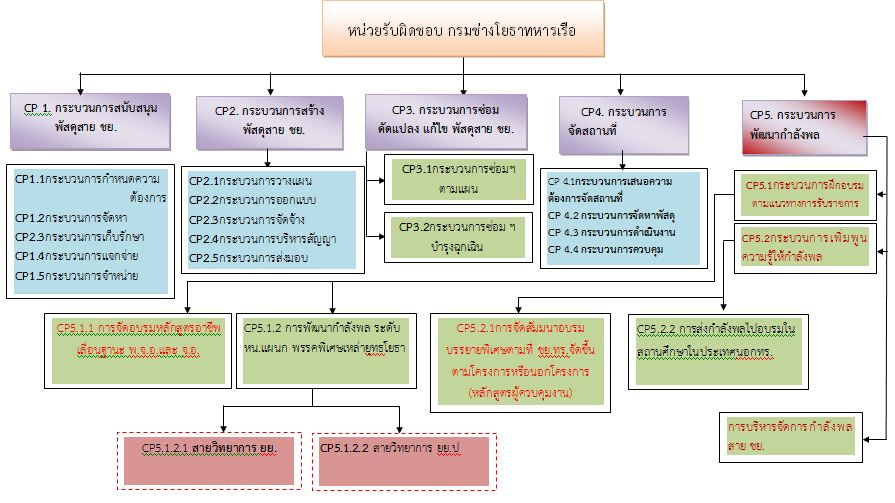 หน่วยรับผิดชอบ กรมช่างโยธาทหารเรือ
CP 1. กระบวนการสนับสนุน
พัสดุสาย ชย.
CP2. กระบวนการสร้าง
พัสดุสาย ชย.
CP3. กระบวนการซ่อม
ดัดแปลง แก้ไข พัสดุสาย ชย.
CP4. กระบวนการ
จัดสถานที่
CP5. กระบวนการ
พัฒนากำลังพล
CP1.1กระบวนการกำหนดความ
ต้องการ
CP1.2กระบวนการจัดหา
CP2.3กระบวนการเก็บรักษา
CP1.4กระบวนการแจกจ่าย
CP1.5กระบวนการจำหน่าย
CP2.1กระบวนการวางแผน
CP2.2กระบวนการออกแบบ
CP2.3กระบวนการจัดจ้าง
CP2.4กระบวนการบริหารสัญญา
CP2.5กระบวนการส่งมอบ
CP3.1กระบวนการซ่อมฯ
ตามแผน
CP3.2กระบวนการซ่อม ฯ
บำรุงฉุกเฉิน
CP 4.1กระบวนการเสนอความ
ต้องการจัดสถานที่
CP 4.2 กระบวนการจัดหาพัสดุ
CP 4.3 กระบวนการดำเนินงาน
CP 4.4 กระบวนการควบคุม
CP5.1กระบวนการฝึกอบรม
ตามแนวทางการรับราชการ
CP5.2กระบวนการเพิ่มพูน
ความรู้ให้กำลังพล
CP5.1.1 การจัดอบรมหลักสูตรอาชีพ
เลื่อนฐานะ พ.จ.อ.และ จ.อ.
CP5.1.2 การพัฒนากำลังพล ระดับ
หน.แผนก พรรคพิเศษเหล่ายุทธโยธา
CP5.2.1การจัดสัมมนาอบรม
บรรยายพิเศษตามที่ ชย.ทร.จัดขึ้น
ตามโครงการหรือนอกโครงการ
(หลักสูตรผู้ควบคุมงาน)
CP5.2.2 การส่งกำลังพลไปอบรมใน
สถานศึกษาในประเทศนอกทร.
CP5.1.2.1 สายวิทยาการ ยย.
CP5.1.2.2 สายวิทยาการ ยย.ป
การบริหารจัดการกำลังพล
สาย ชย.